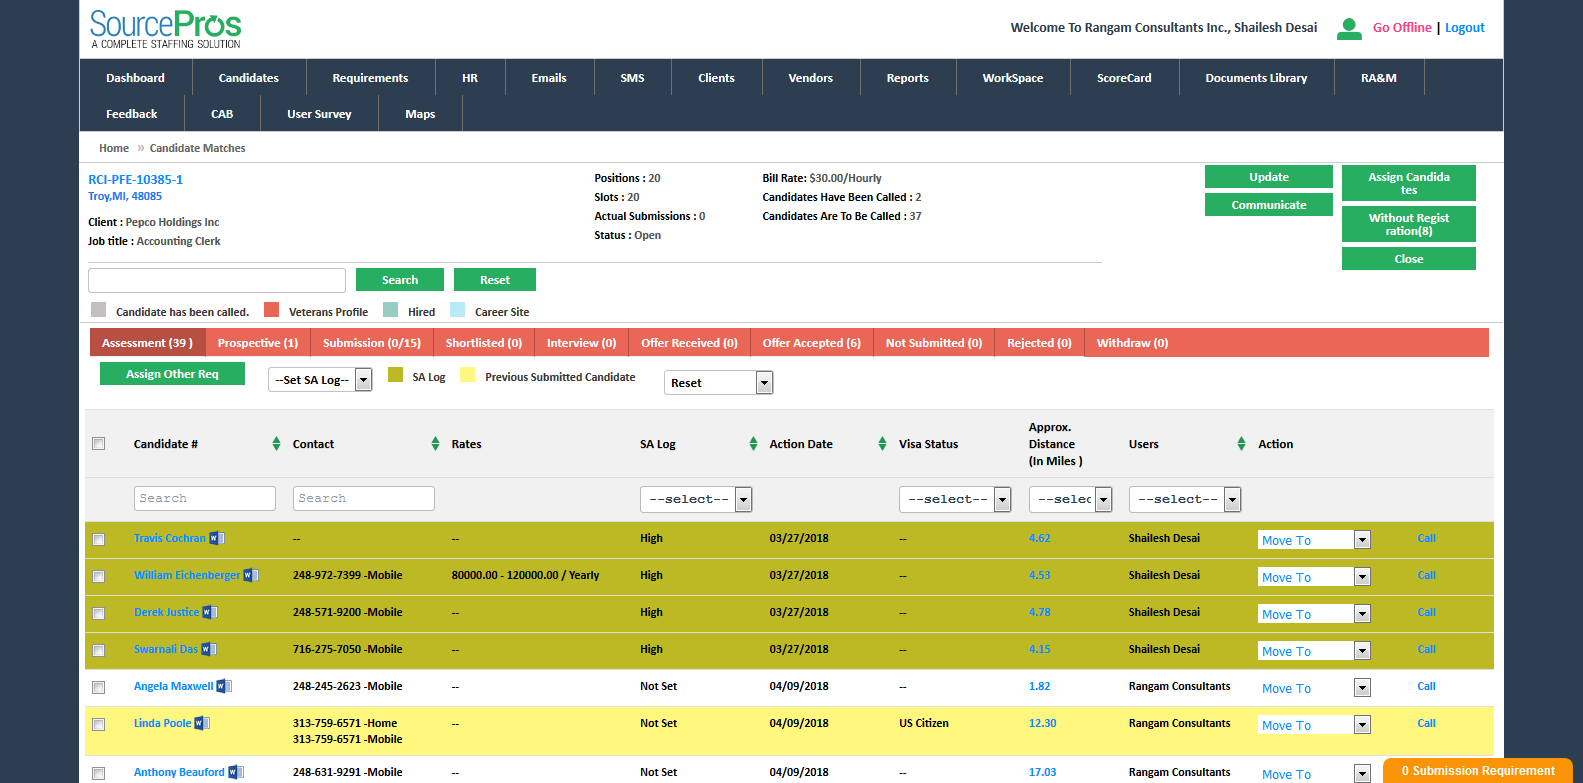 SourcePros
A COMPLETE STAFFING SOLUTION
Welcome To Rangam Consultants Inc., Shailesh Desai Go Offline | Logout
Dashboard Candidates Requirements HR Emails SMS Clients Vendors Reports WorkSpace ScoreCard Documents Library RA&M
Feedback CAB User Survey Maps
Home » Candidate Matches
RCI-PFE-10385-1
Troy,MI, 48085
Client : Pepco Holdings Inc
Job title : Accounting Clerk
Positions : 20
Slots : 20
Actual Submissions : 0
Status : Open
Bill Rate: $30.00/Hourly
Candidates Have Been Called : 2
Candidates Are To Be Called : 37
Update
Communicate
Assign Candida
tes
Without Regist
ration(8)
Close
Search Reset
Candidate has been called. Veterans Profile Hired Career Site
Assessment (39 ) Prospective (1) Submission (0/15) Shortlisted (0) Interview (0) Offer Received (0) Offer Accepted (6) Not Submitted (0) Rejected (0) Withdraw (0)
Assign Other Req --Set SA Log-- SA Log Previous Submitted Candidate Reset
Candidate # Contact Rates SA Log Action Date Visa Status Approx. Distance (In Miles ) Users Action
Search Search --select-- --select-- --selec --select--
Travis Cochran W -- -- High 03/27/2018 -- 4.62 Shailesh Desai Move To Call
William Eichenberger W 248-972-7399 -Mobile 80000.00 - 120000.00 / Yearly High 03/27/2018 -- 4.53 Shailesh Desai Move To Call
Derek Justice W 248-571-9200 -Mobile -- High 03/27/2018 -- 4.78 Shailesh Desai Move To Call
Swarnali Das W 716-275-7050 -Mobile -- High 03/27/2018 -- 4.15 Shailesh Desai Move To Call
Angela Maxwell W 248-245-2623 -Mobile -- Not Set 04/09/2018 -- 1.82 Rangam Consultants Move To Call
Linda Poole W 313-759-6571 -Home -- Not Set 04/09/2018 US Citizen 12.30 Rangam Consultants Move To Call
313-759-6571 -Mobile
Anthony Beauford W 248-631-9291 -Mobile -- Not Set 04/09/2018 -- 17.03 Rangam Consultants Move To
0 Submission Requirement